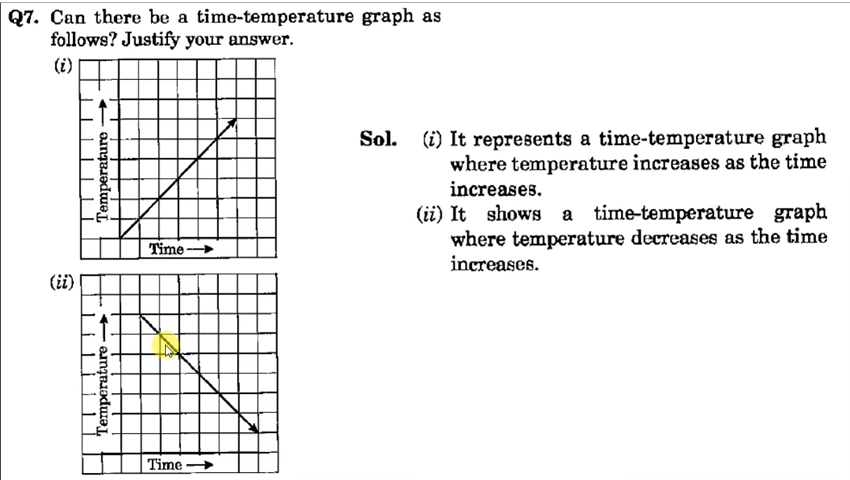 Q7. Can there be a time-temperature graph as
follows? Justify your answer.
(i)
Temperature
Time
(ii)
Temperature
Time
Sol. (i) It represents a time-temperature graph
where temperature increases as the time
increases.
(ii) It shows a time-temperature graph
where temperature decreases as the time
increases.